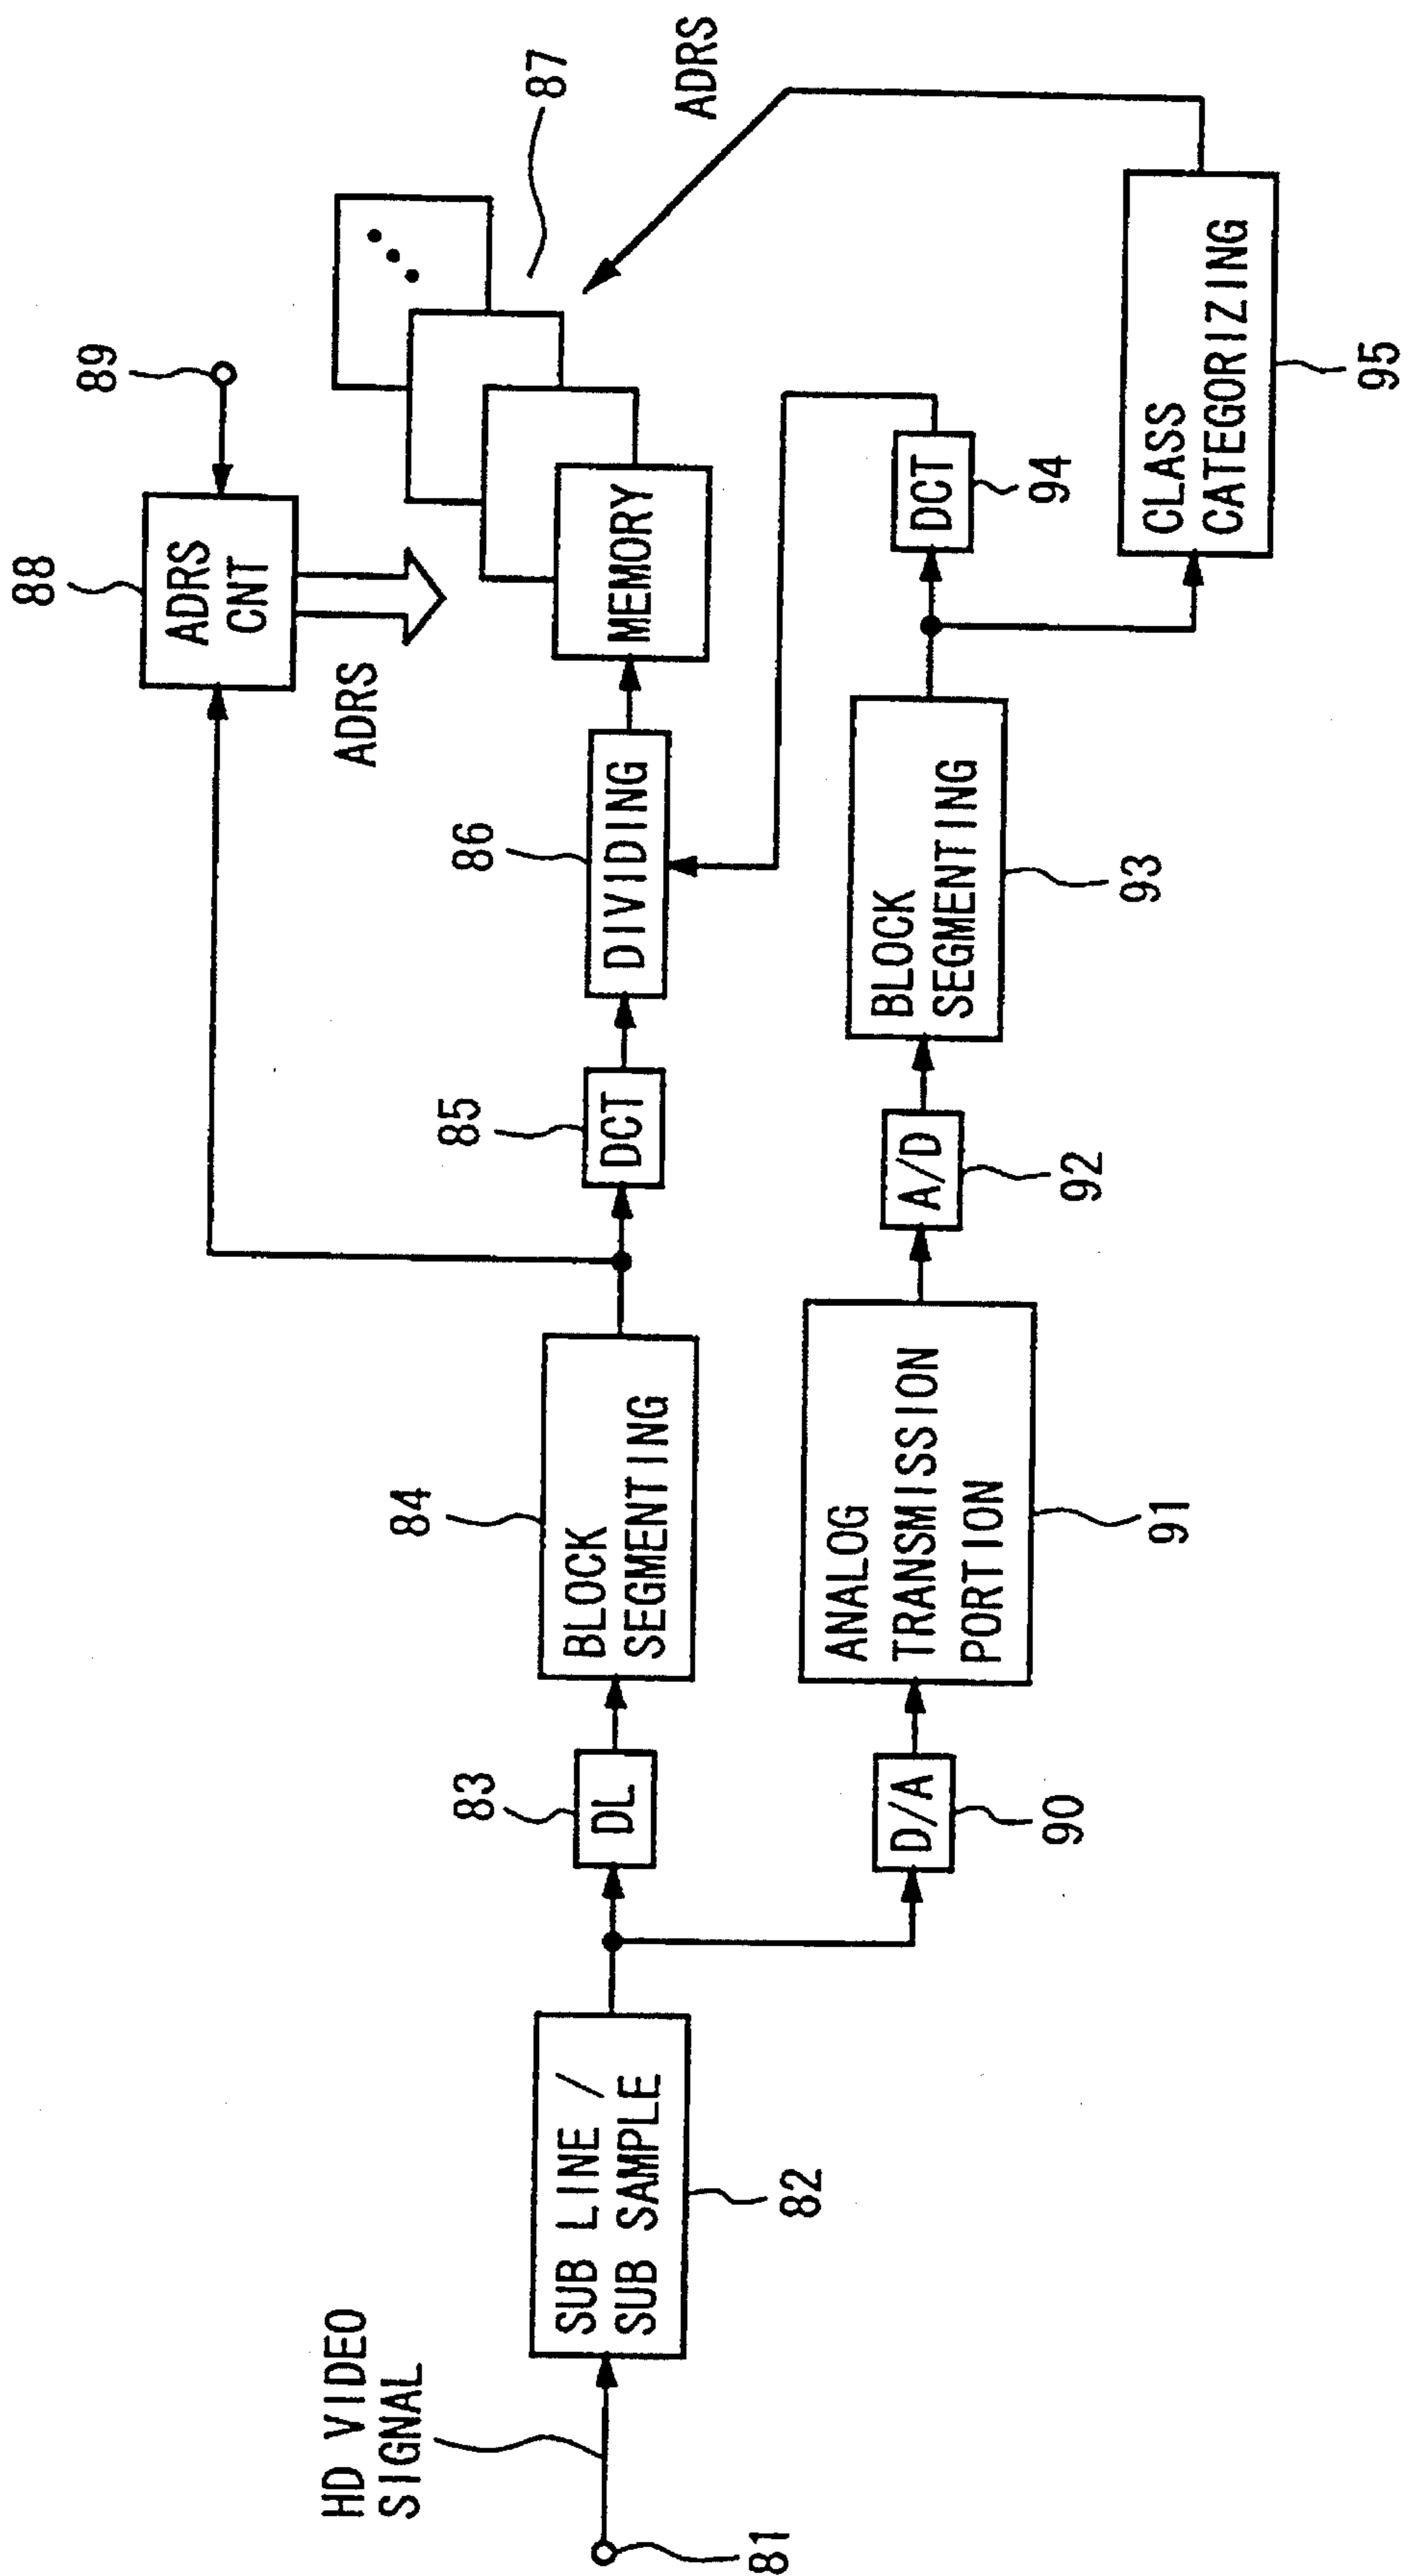 HD VIDEO
SIGNAL
81
SUB LINE /
SUB SAMPLE
82
83
DL
84
BLOCK
SEGMENTING
85
DCT
86
DIVIDING
MEMORY
87
88
ADRS
CNT
89
ADRS
ADRS
D/A
90
ANALOG
TRANSMISSION
PORTION
91
A/D
92
BLOCK
SEGMENTING
93
DCT
94
CLASS
CATEGORIZING
95